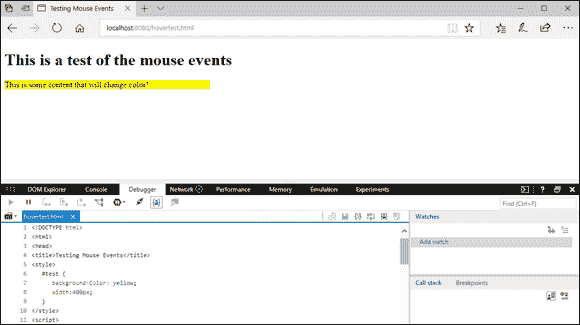 Testing Mouse Events
localhost:8080/hovertest.html
This is a test of the mouse events
This is some content that will change color!
DOM Explorer Console Debugger Network Performance Memory Emulation Experiments
Find (Ctrl+F)
hovertest.html
Watches
Add watch
1 <!DOCTYPE html>
2 <html>
3 <head>
4 <title>Testing Mouse Events</title>
5 <style>
6 #test {
7 background-Color: yellow;
8 width:400px;
9 }
10 </style>
11 <script>
Call stack Breakpoints